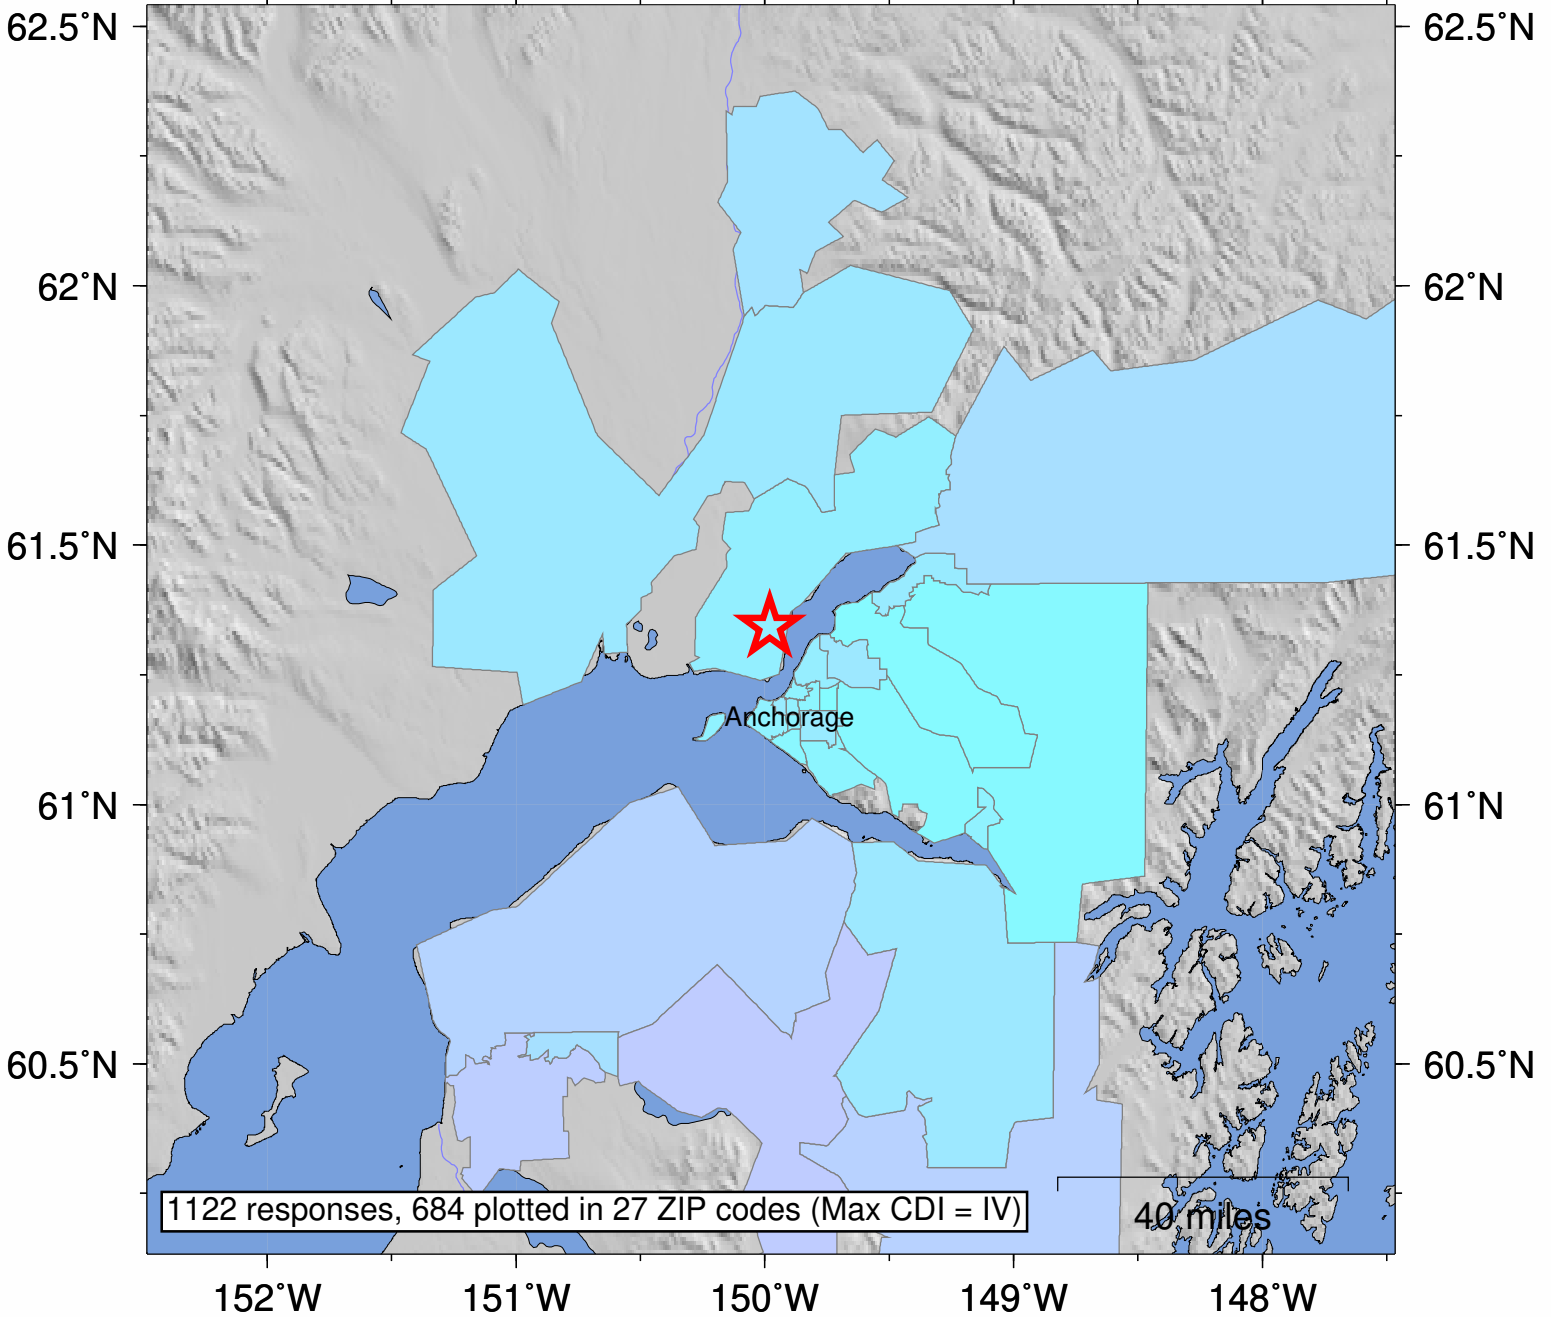 62.5˚N 62.5˚N
62˚N 62˚N
61.5˚N 61.5˚N
Anchorage
61˚N 61˚N
60.5˚N 60.5˚N
1122 responses, 684 plotted in 27 ZIP codes (Max CDI = IV)
40 miles
152˚W 151˚W 150˚W 149˚W 148˚W